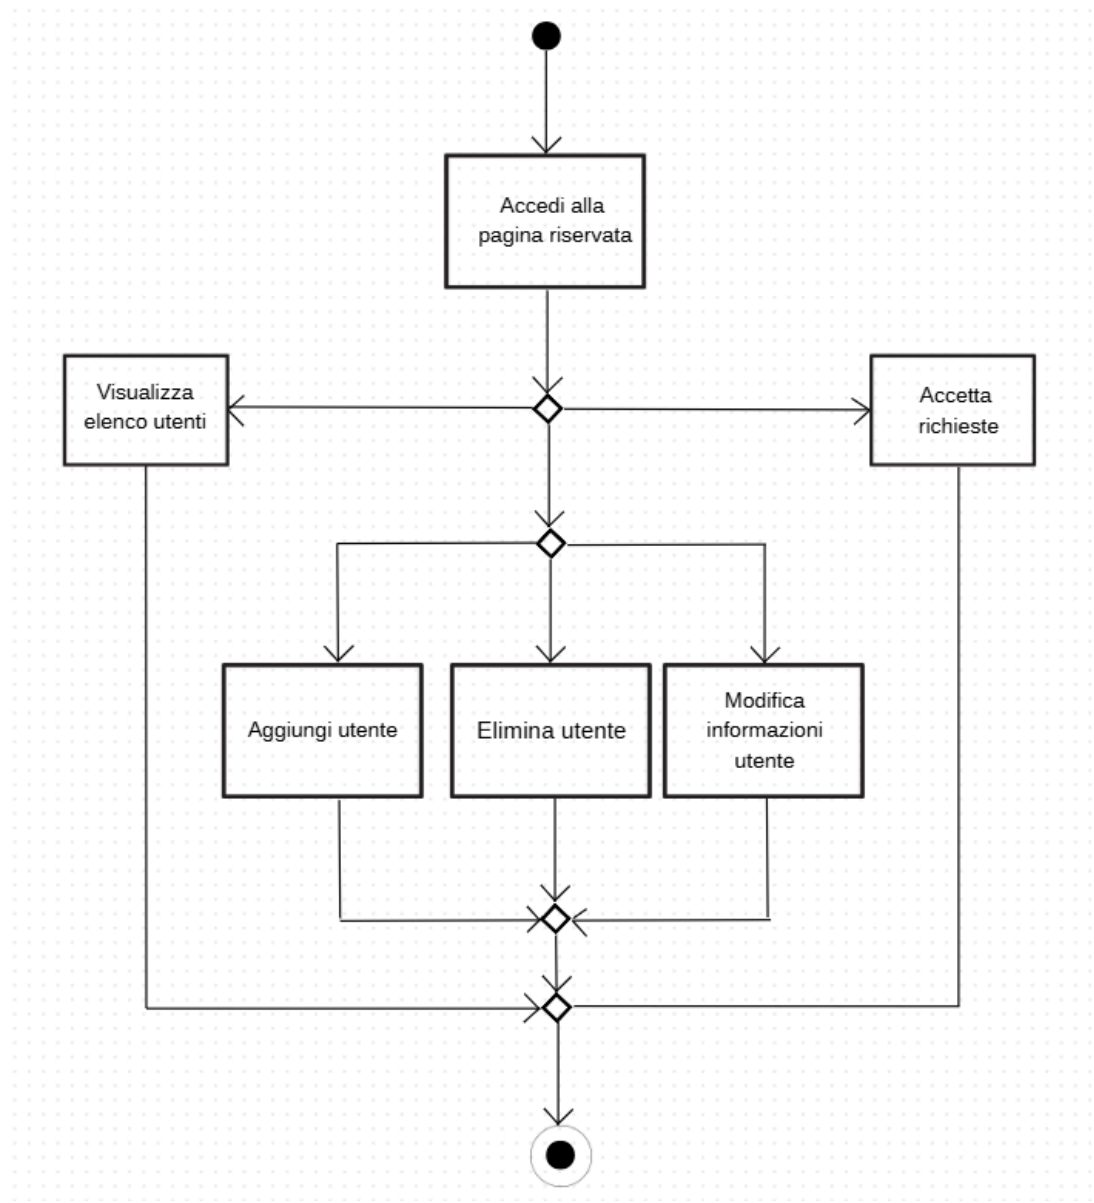 Accedi alla
pagina riservata
Visualizza
elenco utenti
Accetta
richieste
Aggiungi utente
Elimina utente
Modifica
informazioni
utente